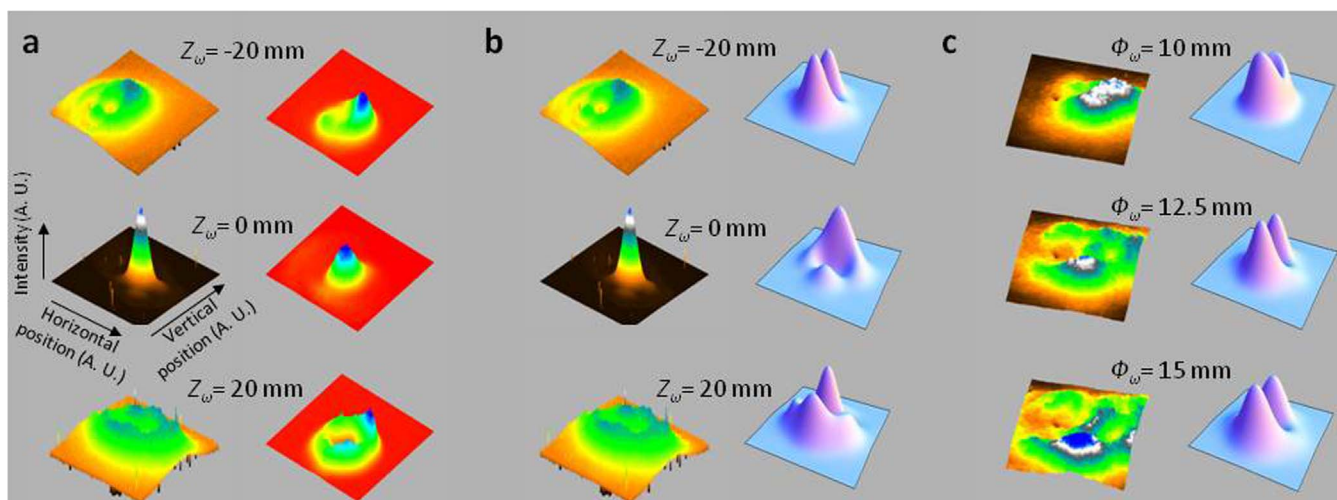 a
Z_ω= -20 mm
b
Z_ω= -20 mm
c
Φ_ω= 10 mm
Intensity (A. U.)
Z_ω= 0 mm
Horizontal
position (A. U.)
Vertical
position (A. U.)
Z_ω= 0 mm
Φ_ω= 12.5 mm
Z_ω= 20 mm
Z_ω= 20 mm
Φ_ω= 15 mm